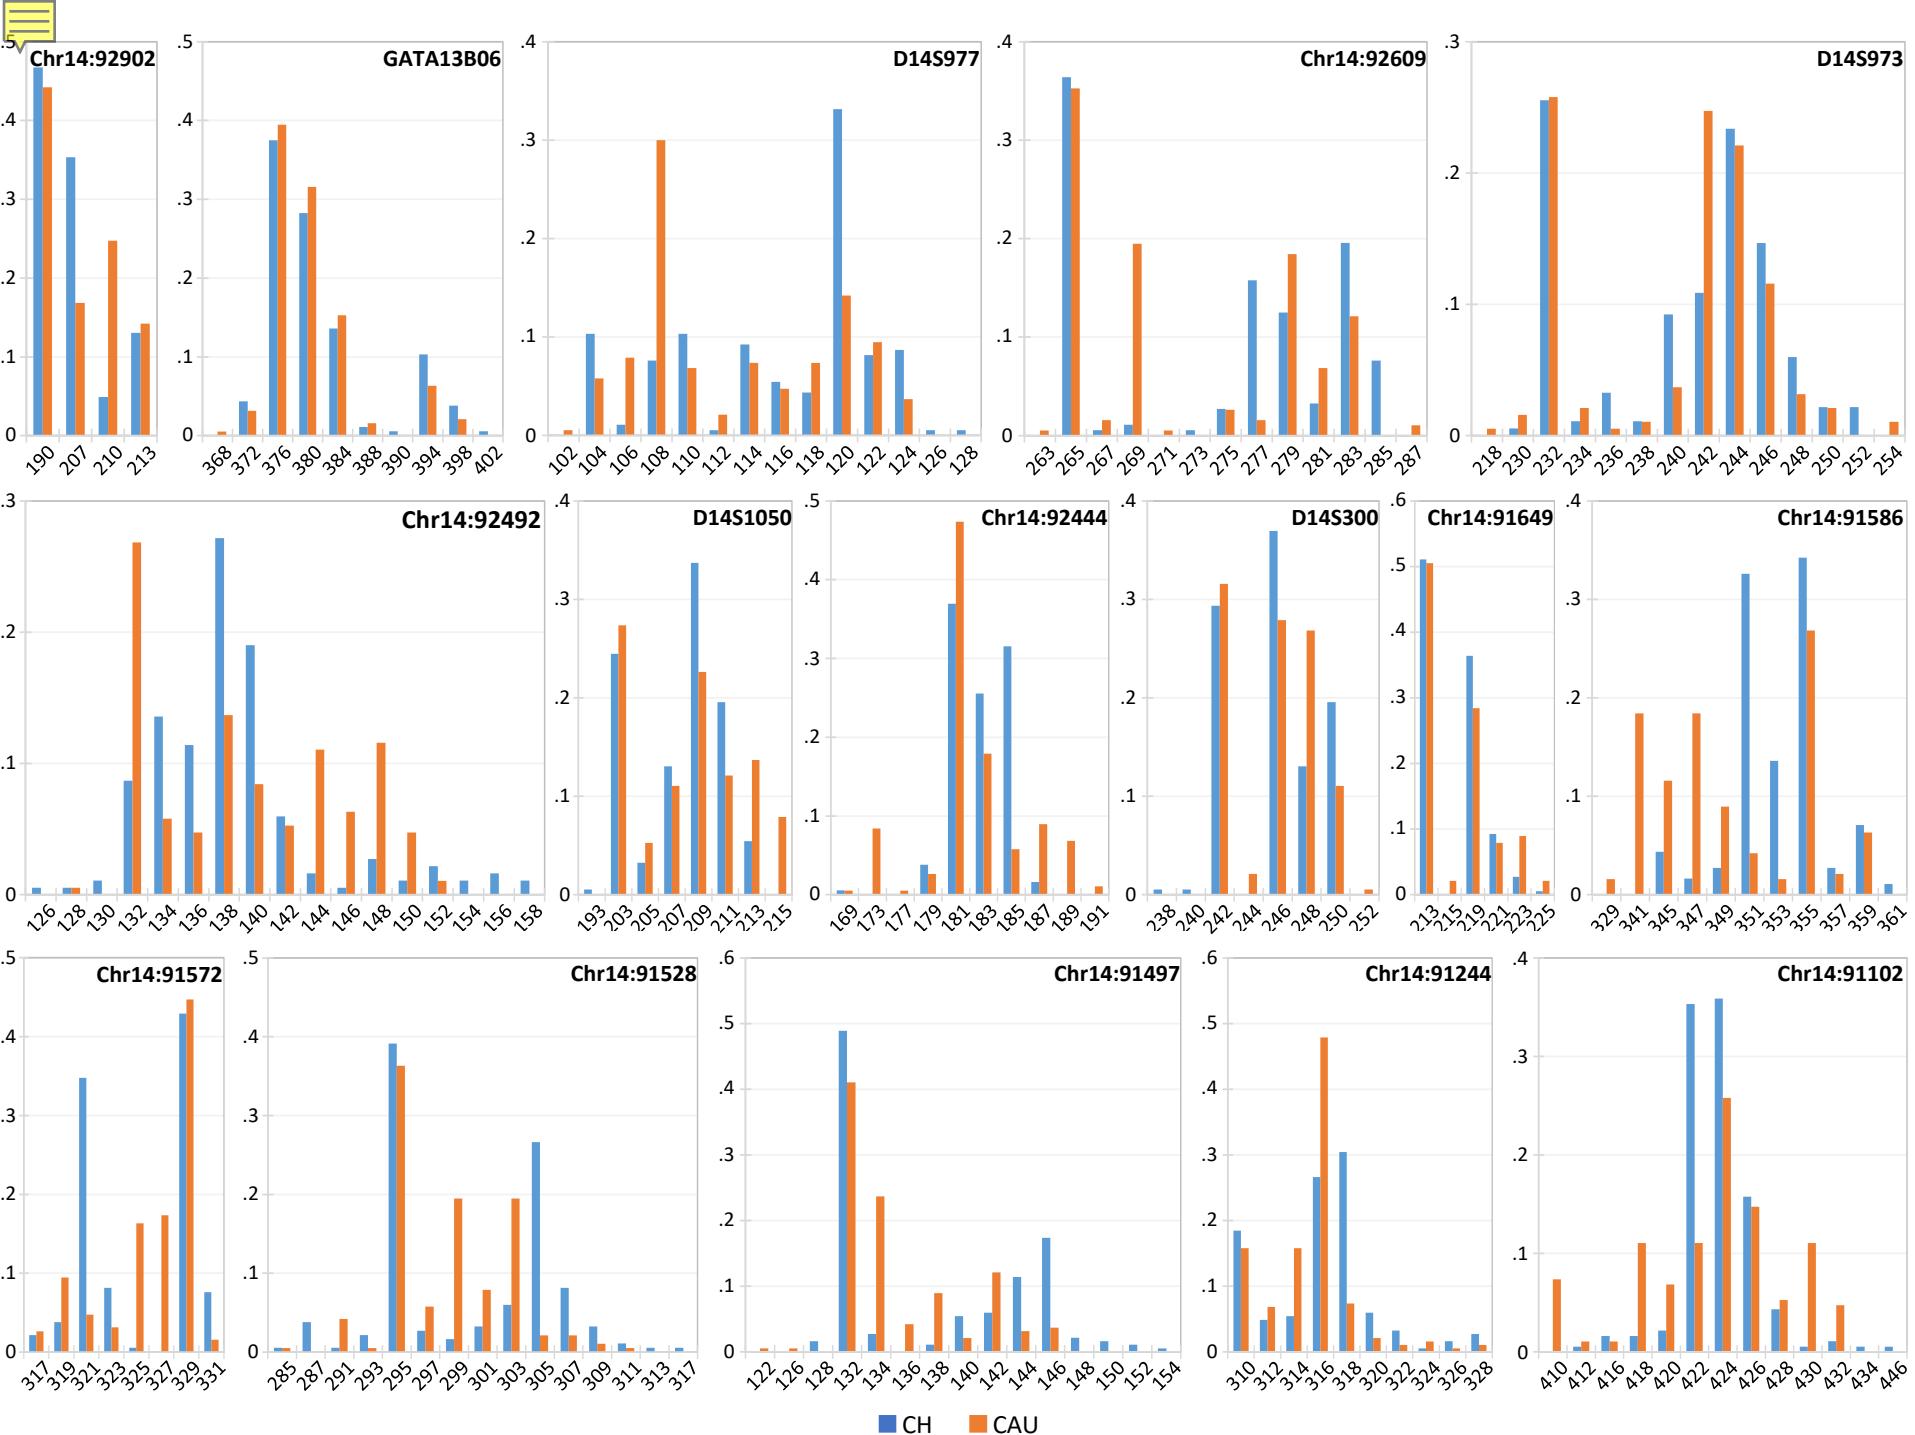 Chr14:92902
.5
.4
.3
.2
.1
0
190 207 210 213
GATA13B06
.5
.4
.3
.2
.1
0
368 372 376 380 384 388 390 394 398 402
D14S977
.4
.3
.2
.1
0
102 104 106 108 110 112 114 116 118 120 122 124 126 128
Chr14:92609
.4
.3
.2
.1
0
263 265 267 269 271 273 275 277 279 281 283 285 287
D14S973
.3
.2
.1
0
218 230 232 234 236 238 240 242 244 246 248 250 252 254
Chr14:92492
.3
.2
.1
0
126 128 130 132 134 136 138 140 142 144 146 148 150 152 154 156 158
D14S1050
.4
.3
.2
.1
0
193 203 205 207 209 211 213 215
Chr14:92444
.5
.4
.3
.2
.1
0
169 173 177 179 181 183 185 187 189 191
D14S300
.4
.3
.2
.1
0
238 240 242 244 246 248 250 252
Chr14:91649
.6
.5
.4
.3
.2
.1
0
213 215 219 221 223 225
Chr14:91586
.4
.3
.2
.1
0
329 341 345 347 349 351 353 355 357 359 361
Chr14:91572
.5
.4
.3
.2
.1
0
317 319 321 323 325 327 329 331
Chr14:91528
.5
.4
.3
.2
.1
0
285 287 291 293 295 297 299 301 303 305 307 309 311 313 317
Chr14:91497
.6
.5
.4
.3
.2
.1
0
122 126 128 132 134 136 138 140 142 144 146 148 150 152 154
Chr14:91244
.6
.5
.4
.3
.2
.1
0
310 312 314 316 318 320 322 324 326 328
Chr14:91102
.4
.3
.2
.1
0
410 412 416 418 420 422 424 426 428 430 432 434 446
CH CAU